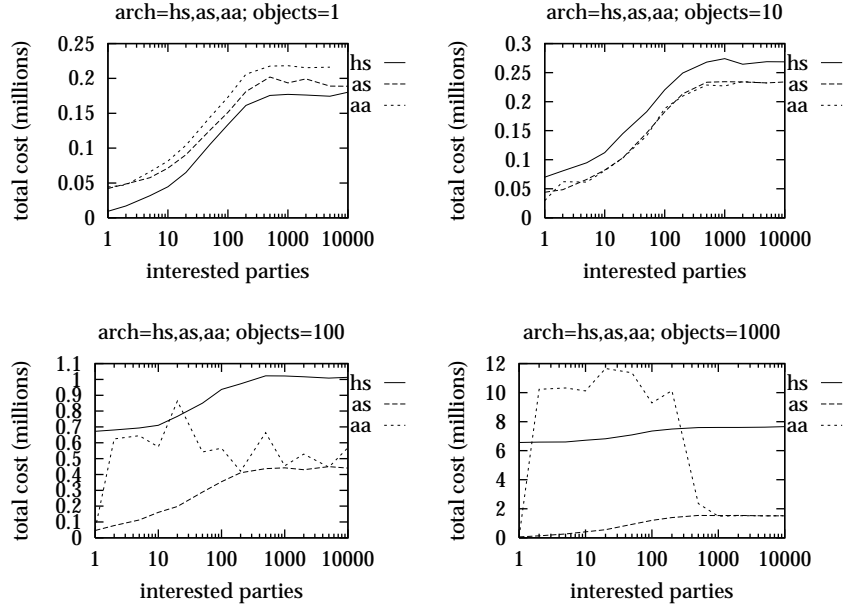 arch=hs,as,aa; objects=1
total cost (millions)
0.25
0.2
0.15
0.1
0.05
0
1 10 100 1000 10000
interested parties
hs
as
aa
arch=hs,as,aa; objects=10
total cost (millions)
0.3
0.25
0.2
0.15
0.1
0.05
0
1 10 100 1000 10000
interested parties
hs
as
aa
arch=hs,as,aa; objects=100
total cost (millions)
1.1
1
0.9
0.8
0.7
0.6
0.5
0.4
0.3
0.2
0.1
0
1 10 100 1000 10000
interested parties
hs
as
aa
arch=hs,as,aa; objects=1000
total cost (millions)
12
10
8
6
4
2
0
1 10 100 1000 10000
interested parties
hs
as
aa